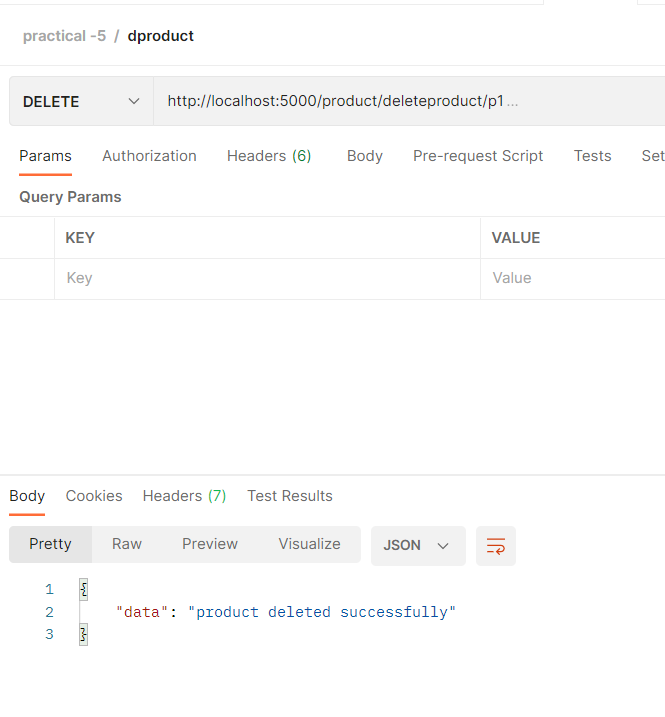 practical -5 / dproduct
DELETE http://localhost:5000/product/deleteproduct/p1...
Params Authorization Headers (6) Body Pre-request Script Tests Set
Query Params
KEY VALUE
Key Value
Body Cookies Headers (7) Test Results
Pretty Raw Preview Visualize JSON
1 {
2 "data": "product deleted successfully"
3 }